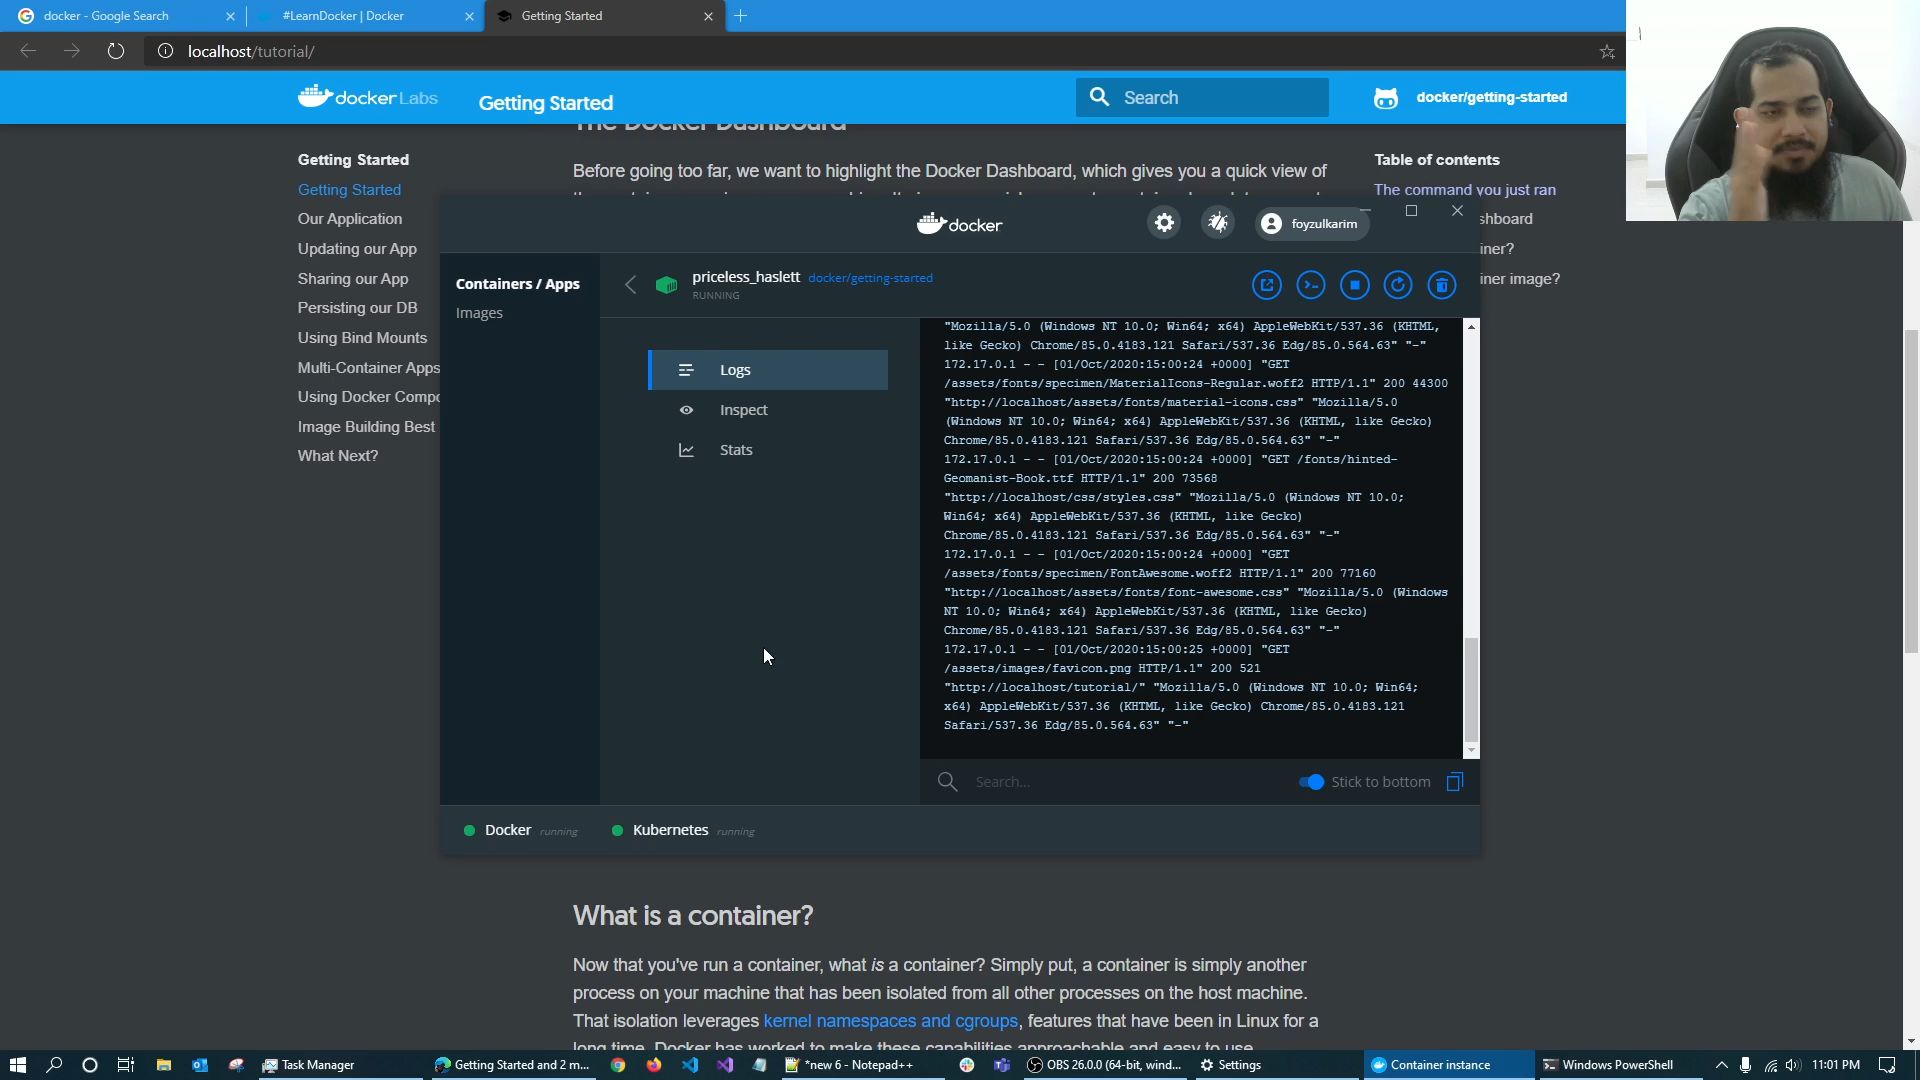 docker - Google Search
#LearnDocker | Docker
Getting Started
localhost/tutorial/
docker Labs
Getting Started
Search
docker/getting-started
The Docker Dashboard
Getting Started
Getting Started
Our Application
Updating our App
Sharing our App
Persisting our DB
Using Bind Mounts
Multi-Container Apps
Using Docker Compo
Image Building Best
What Next?
Before going too far, we want to highlight the Docker Dashboard, which gives you a quick view of
Table of contents
The command you just ran
shboard
iner?
iner image?
docker
foyzulkarim
Containers / Apps
Images
priceless_haslett docker/getting-started
RUNNING
Logs
Inspect
Stats
"Mozilla/5.0 (Windows NT 10.0; Win64; x64) AppleWebKit/537.36 (KHTML,
like Gecko) Chrome/85.0.4183.121 Safari/537.36 Edg/85.0.564.63" "-"
172.17.0.1 - - [01/Oct/2020:15:00:24 +0000] "GET
/assets/fonts/specimen/MaterialIcons-Regular.woff2 HTTP/1.1" 200 44300
"http://localhost/assets/fonts/material-icons.css" "Mozilla/5.0
(Windows NT 10.0; Win64; x64) AppleWebKit/537.36 (KHTML, like Gecko)
Chrome/85.0.4183.121 Safari/537.36 Edg/85.0.564.63" "-"
172.17.0.1 - - [01/Oct/2020:15:00:24 +0000] "GET /fonts/hinted-
Geomanist-Book.ttf HTTP/1.1" 200 73568
"http://localhost/css/styles.css" "Mozilla/5.0 (Windows NT 10.0;
Win64; x64) AppleWebKit/537.36 (KHTML, like Gecko)
Chrome/85.0.4183.121 Safari/537.36 Edg/85.0.564.63" "-"
172.17.0.1 - - [01/Oct/2020:15:00:24 +0000] "GET
/assets/fonts/specimen/FontAwesome.woff2 HTTP/1.1" 200 77160
"http://localhost/assets/fonts/font-awesome.css" "Mozilla/5.0 (Windows
NT 10.0; Win64; x64) AppleWebKit/537.36 (KHTML, like Gecko)
Chrome/85.0.4183.121 Safari/537.36 Edg/85.0.564.63" "-"
172.17.0.1 - - [01/Oct/2020:15:00:25 +0000] "GET
/assets/images/favicon.png HTTP/1.1" 200 521
"http://localhost/tutorial/" "Mozilla/5.0 (Windows NT 10.0; Win64;
x64) AppleWebKit/537.36 (KHTML, like Gecko) Chrome/85.0.4183.121
Safari/537.36 Edg/85.0.564.63" "-"
Search...
Stick to bottom
Docker running
Kubernetes running
What is a container?
Now that you've run a container, what is a container? Simply put, a container is simply another
process on your machine that has been isolated from all other processes on the host machine.
That isolation leverages kernel namespaces and cgroups, features that have been in Linux for a
long time. Docker has worked to make these capabilities approachable and easy to use.
Task Manager
Getting Started and 2 m...
*new 6 - Notepad++
OBS 26.0.0 (64-bit, wind...
Settings
Container instance
Windows PowerShell
11:01 PM